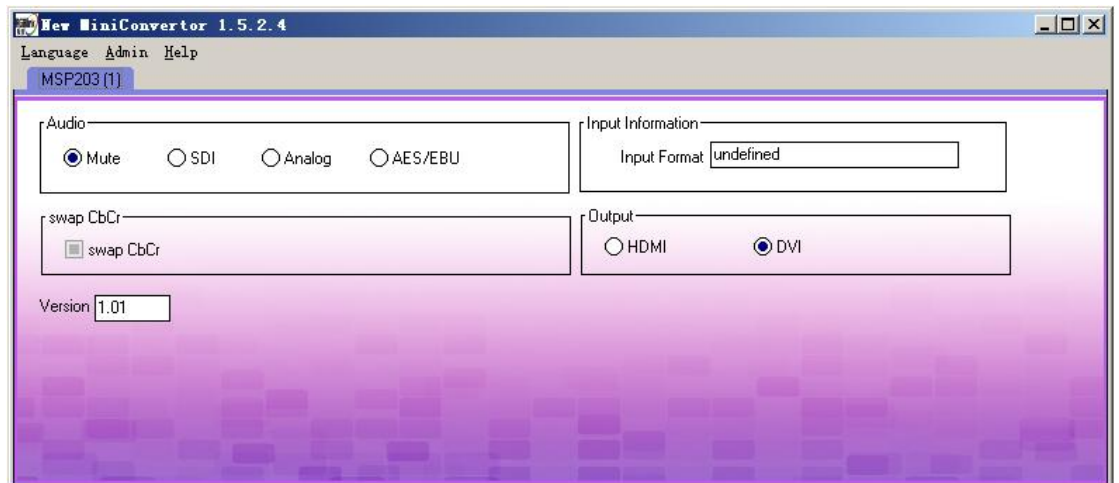 New MiniConvertor 1.5.2.4
Language Admin Help
MSP203 (1)
Audio
Mute SDI Analog AES/EBU
Input Information
Input Format undefined
swap CbCr
swap CbCr
Output
HDMI DVI
Version 1.01